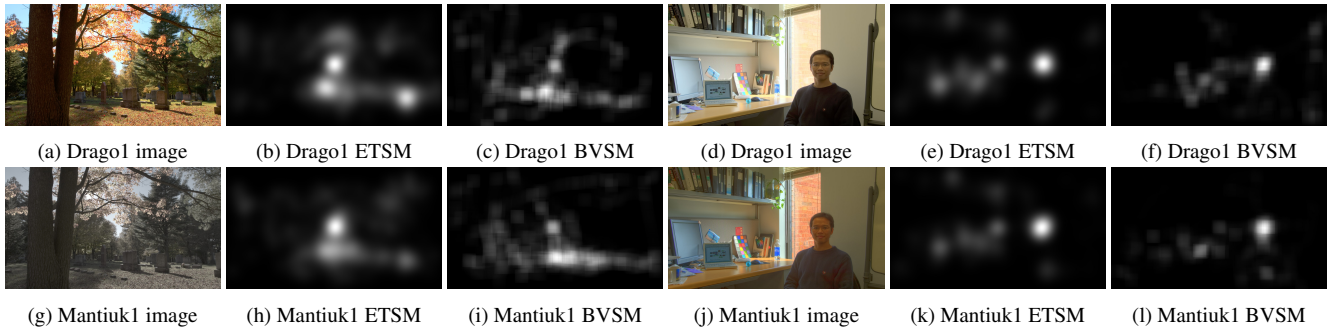 (a) Drago1 image (b) Drago1 ETSM (c) Drago1 BVSM (d) Drago1 image (e) Drago1 ETSM (f) Drago1 BVSM
(g) Mantiuk1 image (h) Mantiuk1 ETSM (i) Mantiuk1 BVSM (j) Mantiuk1 image (k) Mantiuk1 ETSM (l) Mantiuk1 BVSM